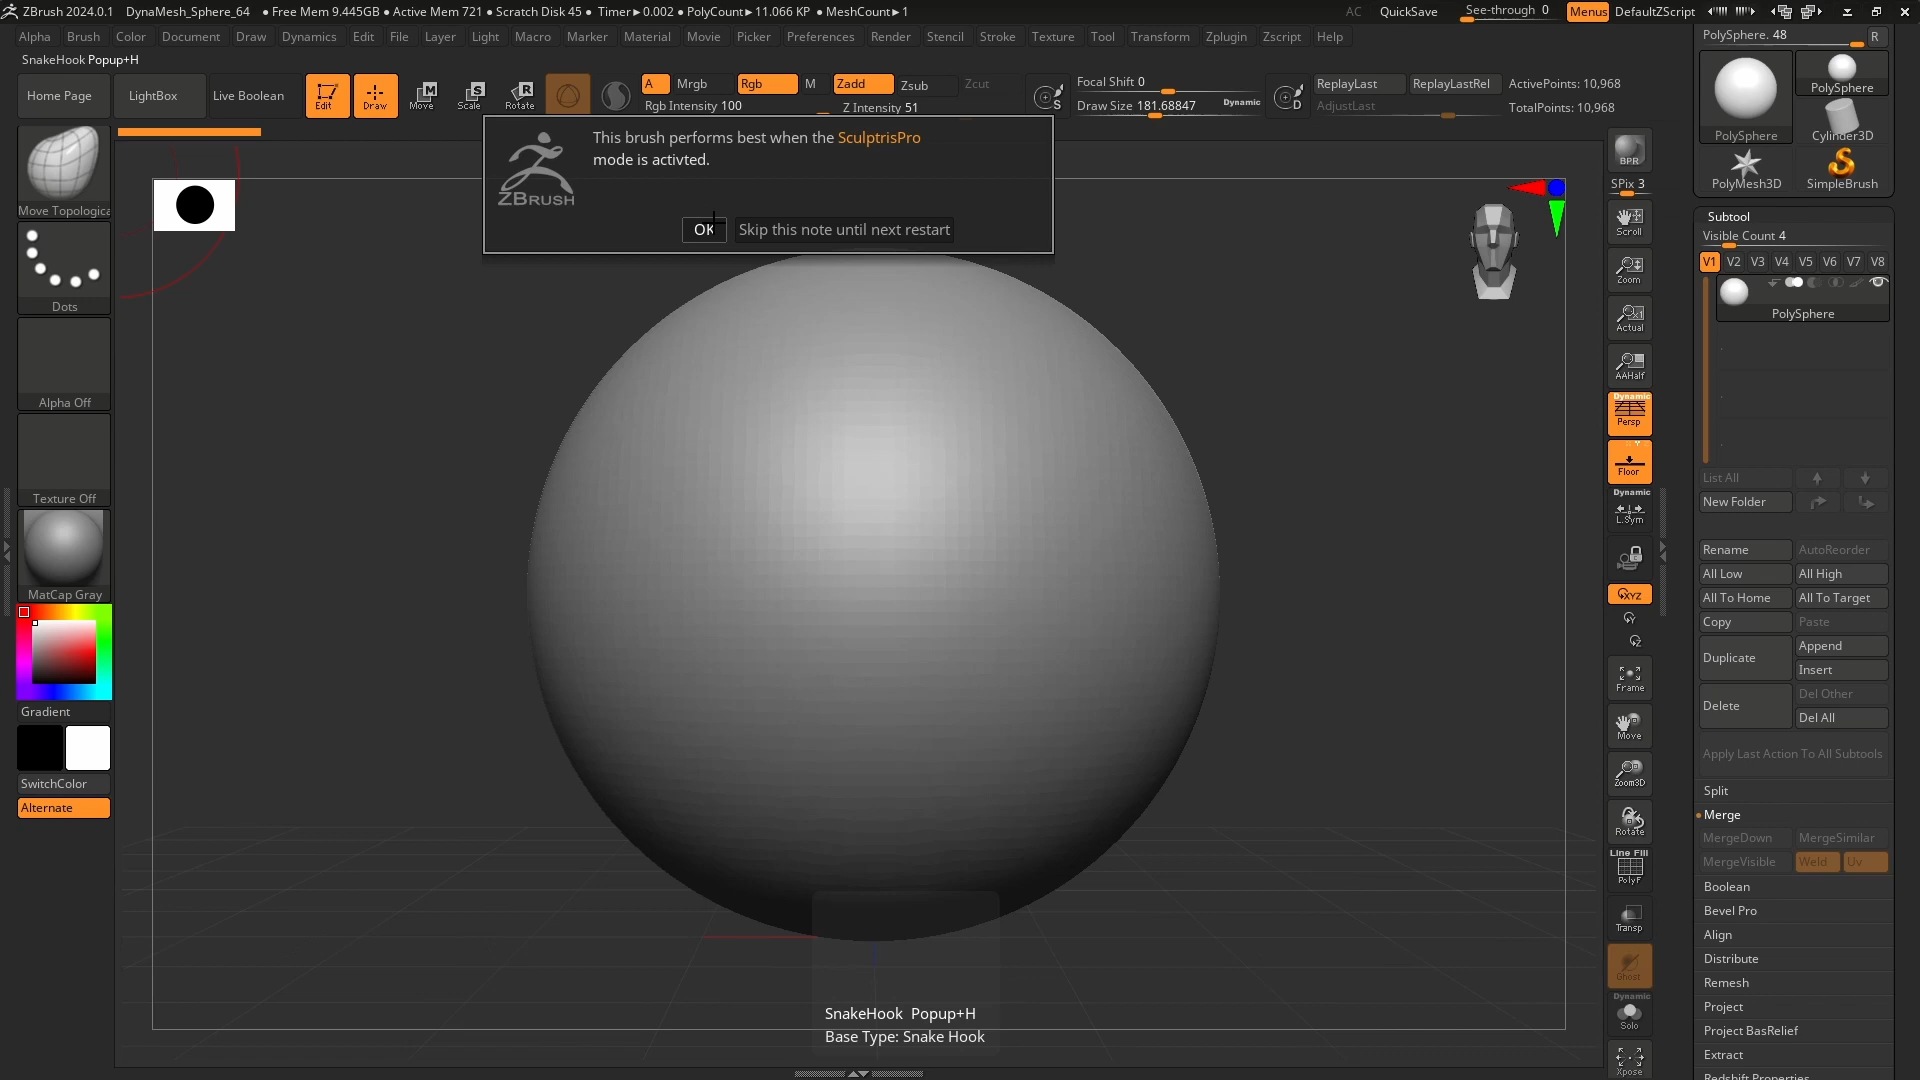 ZBrush 2024.0.1 DynaMesh_Sphere_64 ● Free Mem 9.445GB ● Active Mem 721 ● Scratch Disk 45 ● Timer►0.002 ● PolyCount►11.066 KP ● MeshCount►1 AC QuickSave See-through 0 Menus DefaultZScript
Alpha Brush Color Document Draw Dynamics Edit File Layer Light Macro Marker Material Movie Picker Preferences Render Stencil Stroke Texture Tool Transform Zplugin Zscript Help
SnakeHook Popup+H
Home Page LightBox Live Boolean Edit Draw Move Scale Rotate
A Mrgb Rgb M Zadd Zsub Zcut
Rgb Intensity 100 Z Intensity 51
S
Focal Shift 0
Draw Size 181.68847 Dynamic
D
ReplayLast ReplayLastRel
AdjustLast
ActivePoints: 10,968
TotalPoints: 10,968
This brush performs best when the SculptrisPro
mode is activted.
ZBRUSH
OK Skip this note until next restart
Move Topologica
Dots
Alpha Off
Texture Off
MatCap Gray
Gradient
SwitchColor
Alternate
SnakeHook Popup+H
Base Type: Snake Hook
BPR
SPix 3
Scroll
Zoom
Actual
AAHalf
Dynamic
Persp
Floor
Dynamic
L.Sym
XYZ
Y
Z
Frame
Move
Zoom3D
Rotate
Line Fill
PolyF
Transp
Ghost
Dynamic
Solo
Xpose
PolySphere. 48 R
PolySphere
PolySphere
Cylinder3D
PolyMesh3D
SimpleBrush
Subtool
Visible Count 4
V1 V2 V3 V4 V5 V6 V7 V8
PolySphere
List All
New Folder
Rename AutoReorder
All Low All High
All To Home All To Target
Copy Paste
Duplicate Append
Insert
Delete Del Other
Del All
Apply Last Action To All Subtools
Split
Merge
MergeDown MergeSimilar
MergeVisible Weld Uv
Boolean
Bevel Pro
Align
Distribute
Remesh
Project
Project BasRelief
Extract
Redshift Properties